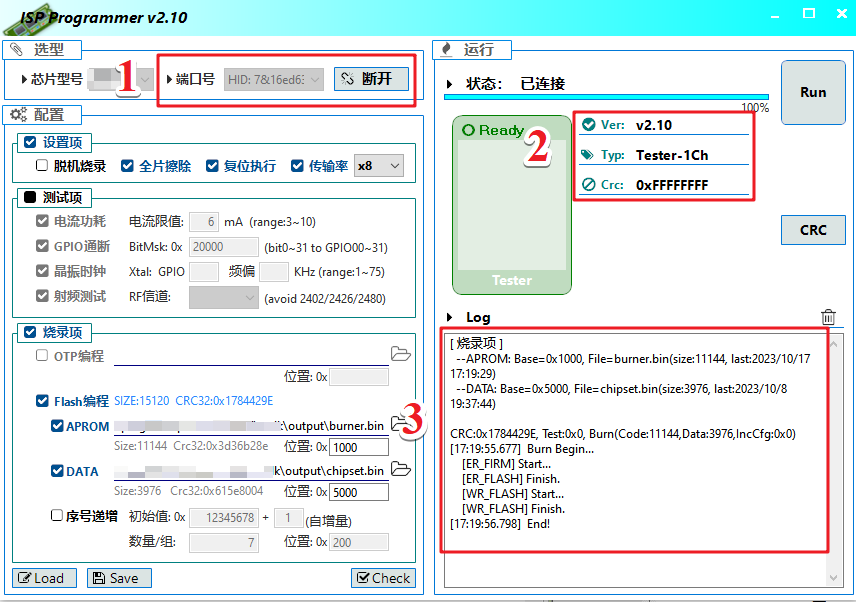 ISP Programmer v2.10
选型
芯片型号
1
端口号 HID: 7&16ed6: 断开
配置
设置项
脱机烧录 全片擦除 复位执行 传输率 x8
测试项
电流功耗 电流限值: 6 mA (range:3~10)
GPIO通断 BitMsk: 0x 20000 (bit0~31 to GPIO00~31)
晶振时钟 Xtal: GPIO 频偏 KHz (range:1~75)
射频测试 RF信道: (avoid 2402/2426/2480)
烧录项
OTP编程
位置: 0x
Flash编程 SIZE:15120 CRC32:0x1784429E
APROM \output\burner.bin
Size:11144 Crc32:0x3d36b28e 位置: 0x 1000
DATA k\output\chipset.bin
Size:3976 Crc32:0x615e8004 位置: 0x 5000
序号递增 初始值: 0x 12345678 + 1 (自增量)
数量/组: 7 位置: 0x 200
Load Save Check
运行
状态: 已连接
100%
Run
Ready
2
Tester
Ver: v2.10
Typ: Tester-1Ch
Crc: 0xFFFFFFFF
CRC
Log
3
[ 烧录项 ]
--APROM: Base=0x1000, File=burner.bin(size:11144, last:2023/10/17
17:19:29)
--DATA: Base=0x5000, File=chipset.bin(size:3976, last:2023/10/8
19:37:44)
CRC:0x1784429E, Test:0x0, Burn(Code:11144,Data:3976,IncCfg:0x0)
[17:19:55.677] Burn Begin...
[ER_FIRM] Start...
[ER_FLASH] Finish.
[WR_FLASH] Start...
[WR_FLASH] Finish.
[17:19:56.798] End!